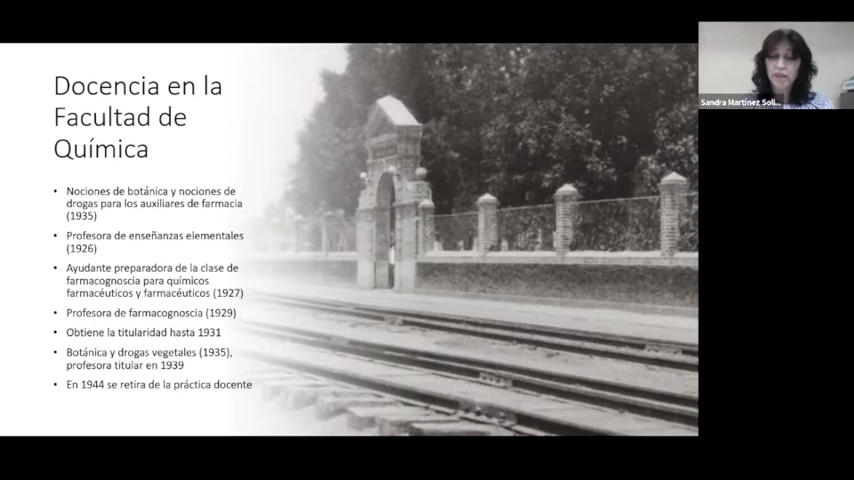 Docencia en la
Facultad de
Química
• Nociones de botánica y nociones de
drogas para los auxiliares de farmacia
(1935)
• Profesora de enseñanzas elementales
(1926)
• Ayudante preparadora de la clase de
farmacognoscia para químicos
farmacéuticos y farmacéuticos (1927)
• Profesora de farmacognoscia (1929)
• Obtiene la titularidad hasta 1931
• Botánica y drogas vegetales (1935),
profesora titular en 1939
• En 1944 se retira de la práctica docente
Sandra Martínez Solí...